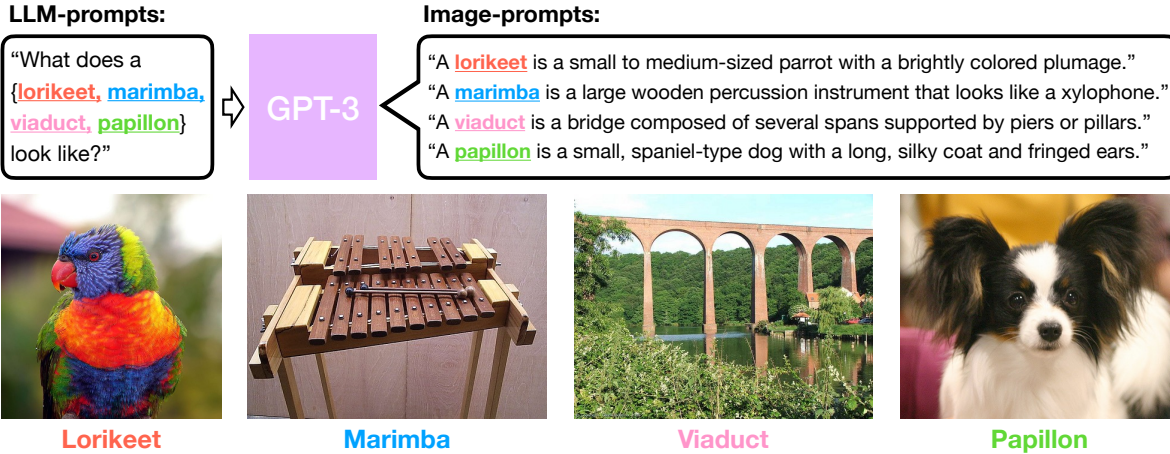 LLM-prompts:
Image-prompts:
“What does a
{lorikeet, marimba,
viaduct, papillon}
look like?”
GPT-3
“A lorikeet is a small to medium-sized parrot with a brightly colored plumage.”
“A marimba is a large wooden percussion instrument that looks like a xylophone.”
“A viaduct is a bridge composed of several spans supported by piers or pillars.”
“A papillon is a small, spaniel-type dog with a long, silky coat and fringed ears.”
Lorikeet
Marimba
Viaduct
Papillon